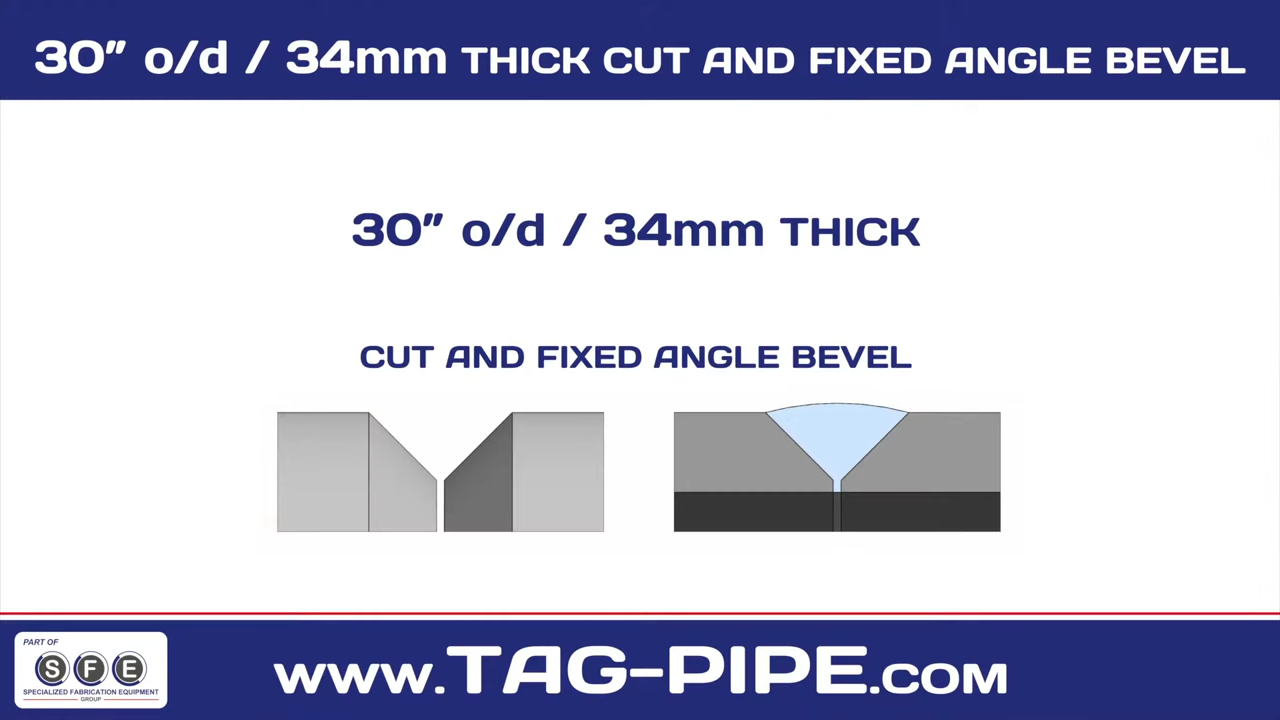 30” o/d / 34mm THICK CUT AND FIXED ANGLE BEVEL
30” o/d / 34mm THICK
CUT AND FIXED ANGLE BEVEL
PART OF
S F E
SPECIALIZED FABRICATION EQUIPMENT
GROUP
www.TAG-PIPE.com